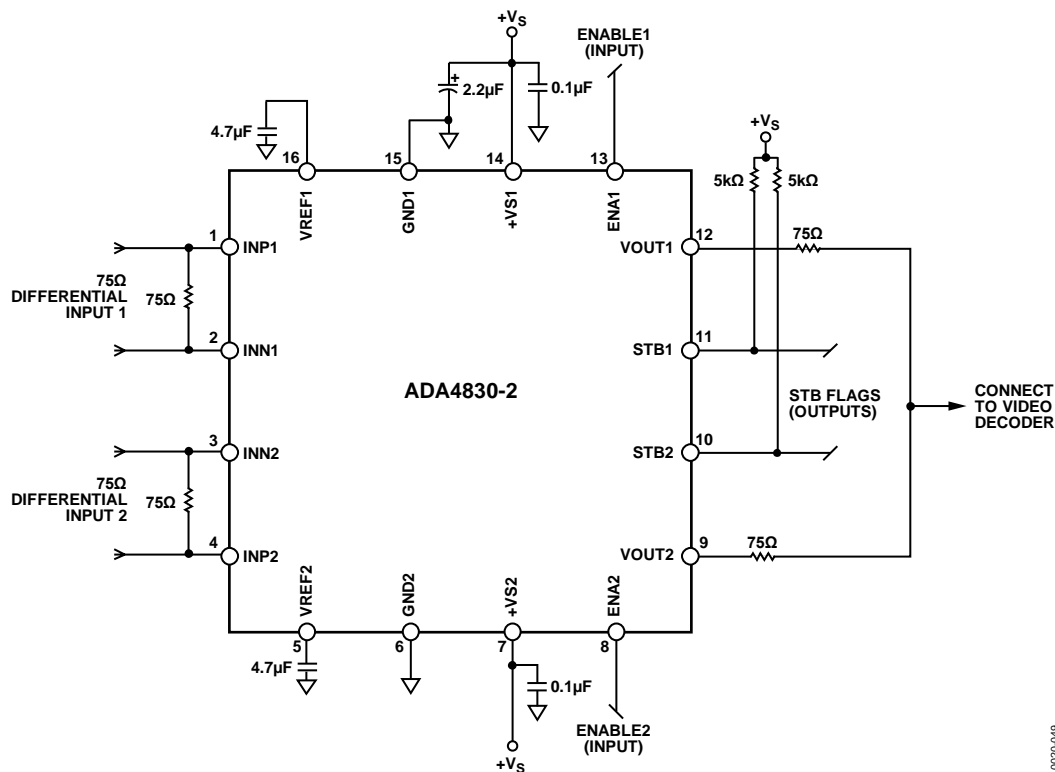 +VS
ENABLE1
(INPUT)
2.2µF
0.1µF
+
4.7µF
+VS
5kΩ
5kΩ
16
15
14
13
VREF1
GND1
+VS1
ENA1
75Ω
DIFFERENTIAL
INPUT 1
75Ω
1
INP1
2
INN1
VOUT1
12
75Ω
STB1
11
ADA4830-2
STB FLAGS
(OUTPUTS)
CONNECT
TO VIDEO
DECODER
75Ω
DIFFERENTIAL
INPUT 2
75Ω
3
INN2
4
INP2
STB2
10
VOUT2
9
75Ω
VREF2
GND2
+VS2
ENA2
5
6
7
8
4.7µF
0.1µF
ENABLE2
(INPUT)
+VS